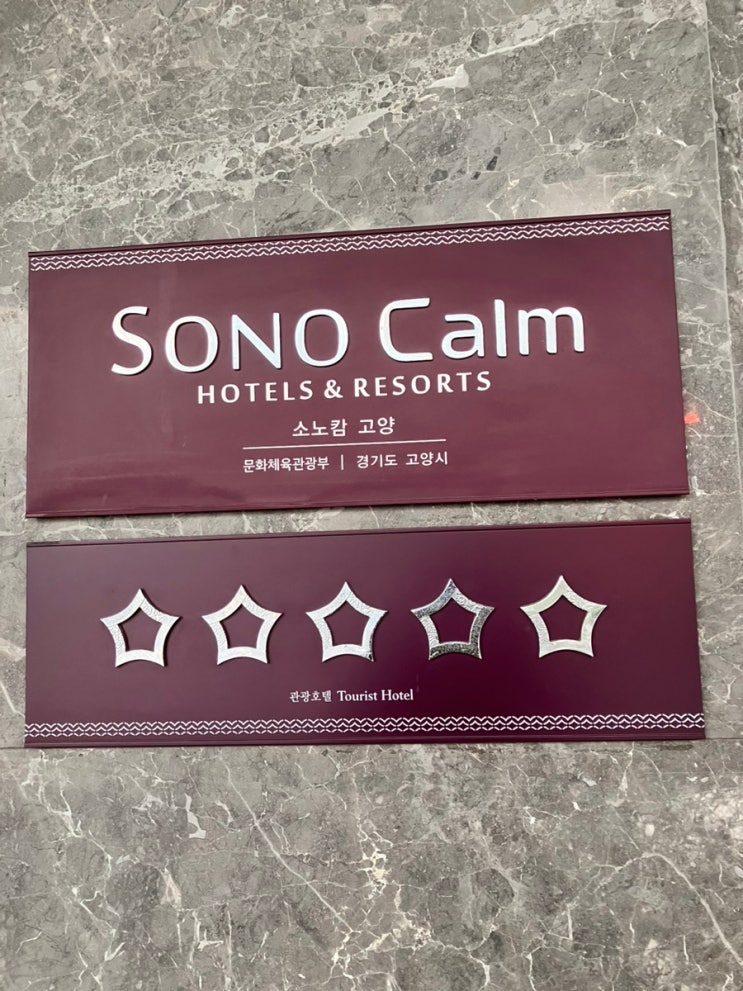 SONO Calm
HOTELS & RESORTS
소노캄 고양
문화체육관광부 | 경기도 고양시
관광호텔 Tourist Hotel